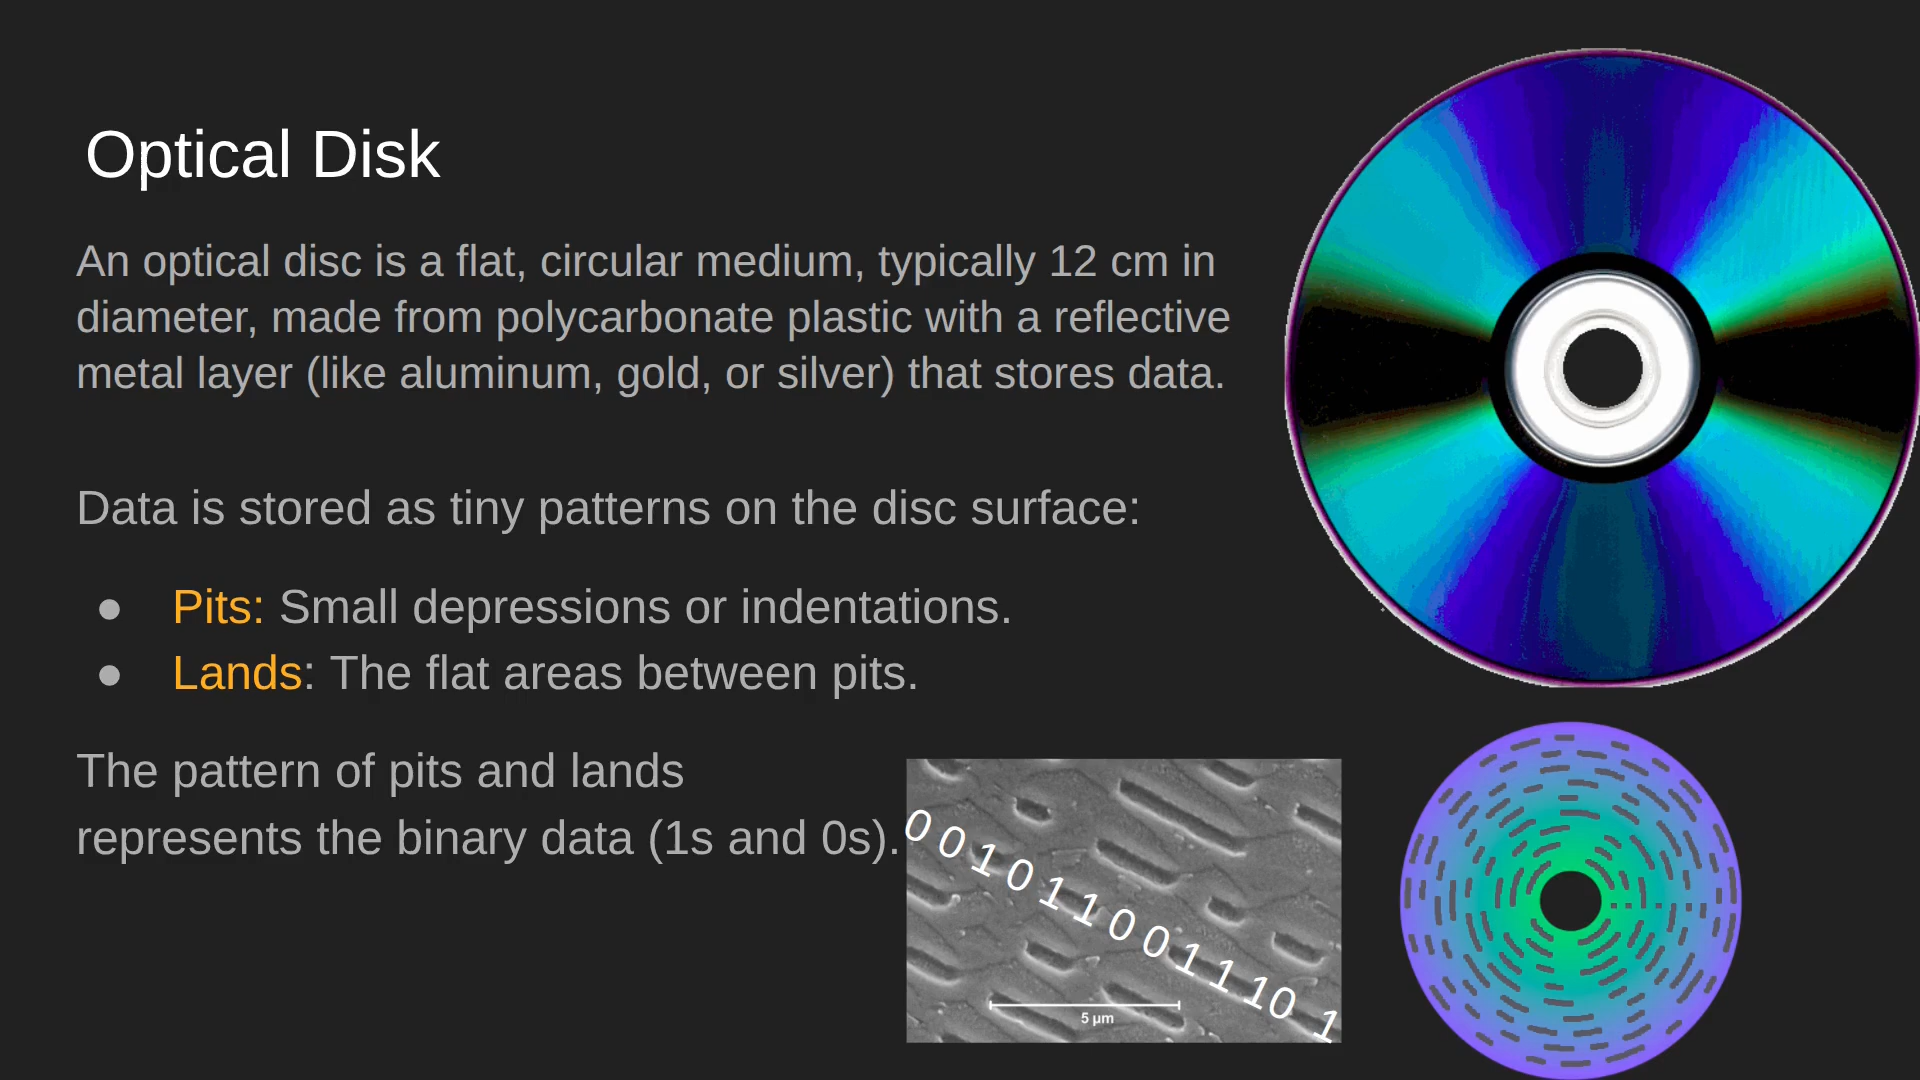 Optical Disk
An optical disc is a flat, circular medium, typically 12 cm in
diameter, made from polycarbonate plastic with a reflective
metal layer (like aluminum, gold, or silver) that stores data.
Data is stored as tiny patterns on the disc surface:
● Pits: Small depressions or indentations.
● Lands: The flat areas between pits.
The pattern of pits and lands
represents the binary data (1s and 0s).
0 0 1 0 1 1 0 0 1 1 10 1
5 µm